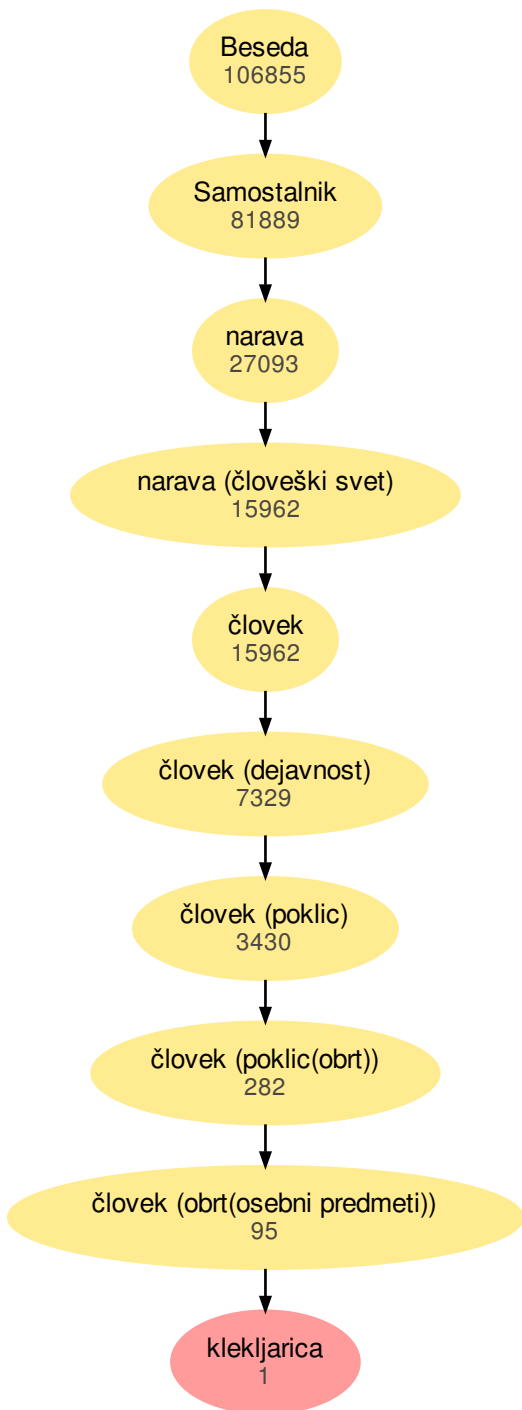 Beseda
106855
Samostalnik
81889
narava
27093
narava (človeški svet)
15962
človek
15962
človek (dejavnost)
7329
človek (poklic)
3430
človek (poklic(obrt))
282
človek (obrt(osebni predmeti))
95
klekljarica
1